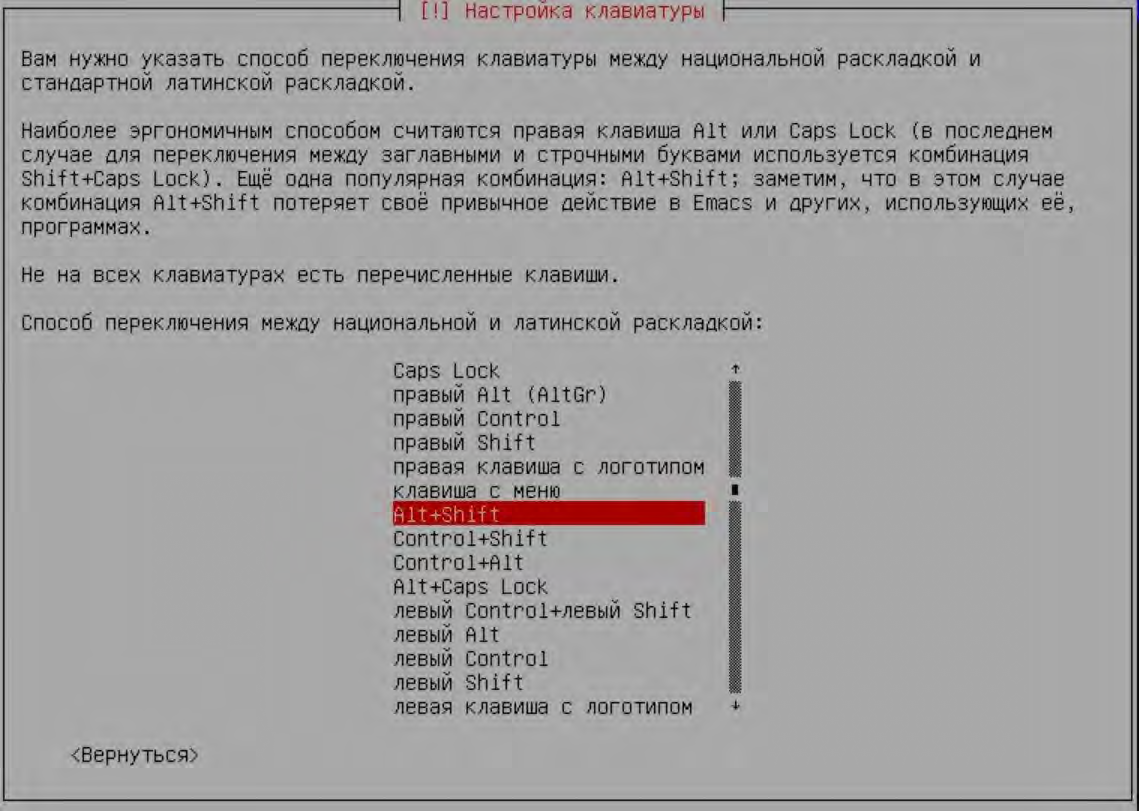 [!] Настройка клавиатуры
Вам нужно указать способ переключения клавиатуры между национальной раскладкой и
стандартной латинской раскладкой.
Наиболее эргономичным способом считаются правая клавиша Alt или Caps Lock (в последнем
случае для переключения между заглавными и строчными буквами используется комбинация
Shift+Caps Lock). Ещё одна популярная комбинация: Alt+Shift; заметим, что в этом случае
комбинация Alt+Shift потеряет своё привычное действие в Emacs и других, использующих её,
программах.
Не на всех клавиатурах есть перечисленные клавиши.
Способ переключения между национальной и латинской раскладкой:
Caps Lock
правый Alt (AltGr)
правый Control
правый Shift
правая клавиша с логотипом
клавиша с меню
Alt+Shift
Control+Shift
Control+Alt
Alt+Caps Lock
левый Control+левый Shift
левый Alt
левый Control
левый Shift
левая клавиша с логотипом
<Вернуться>